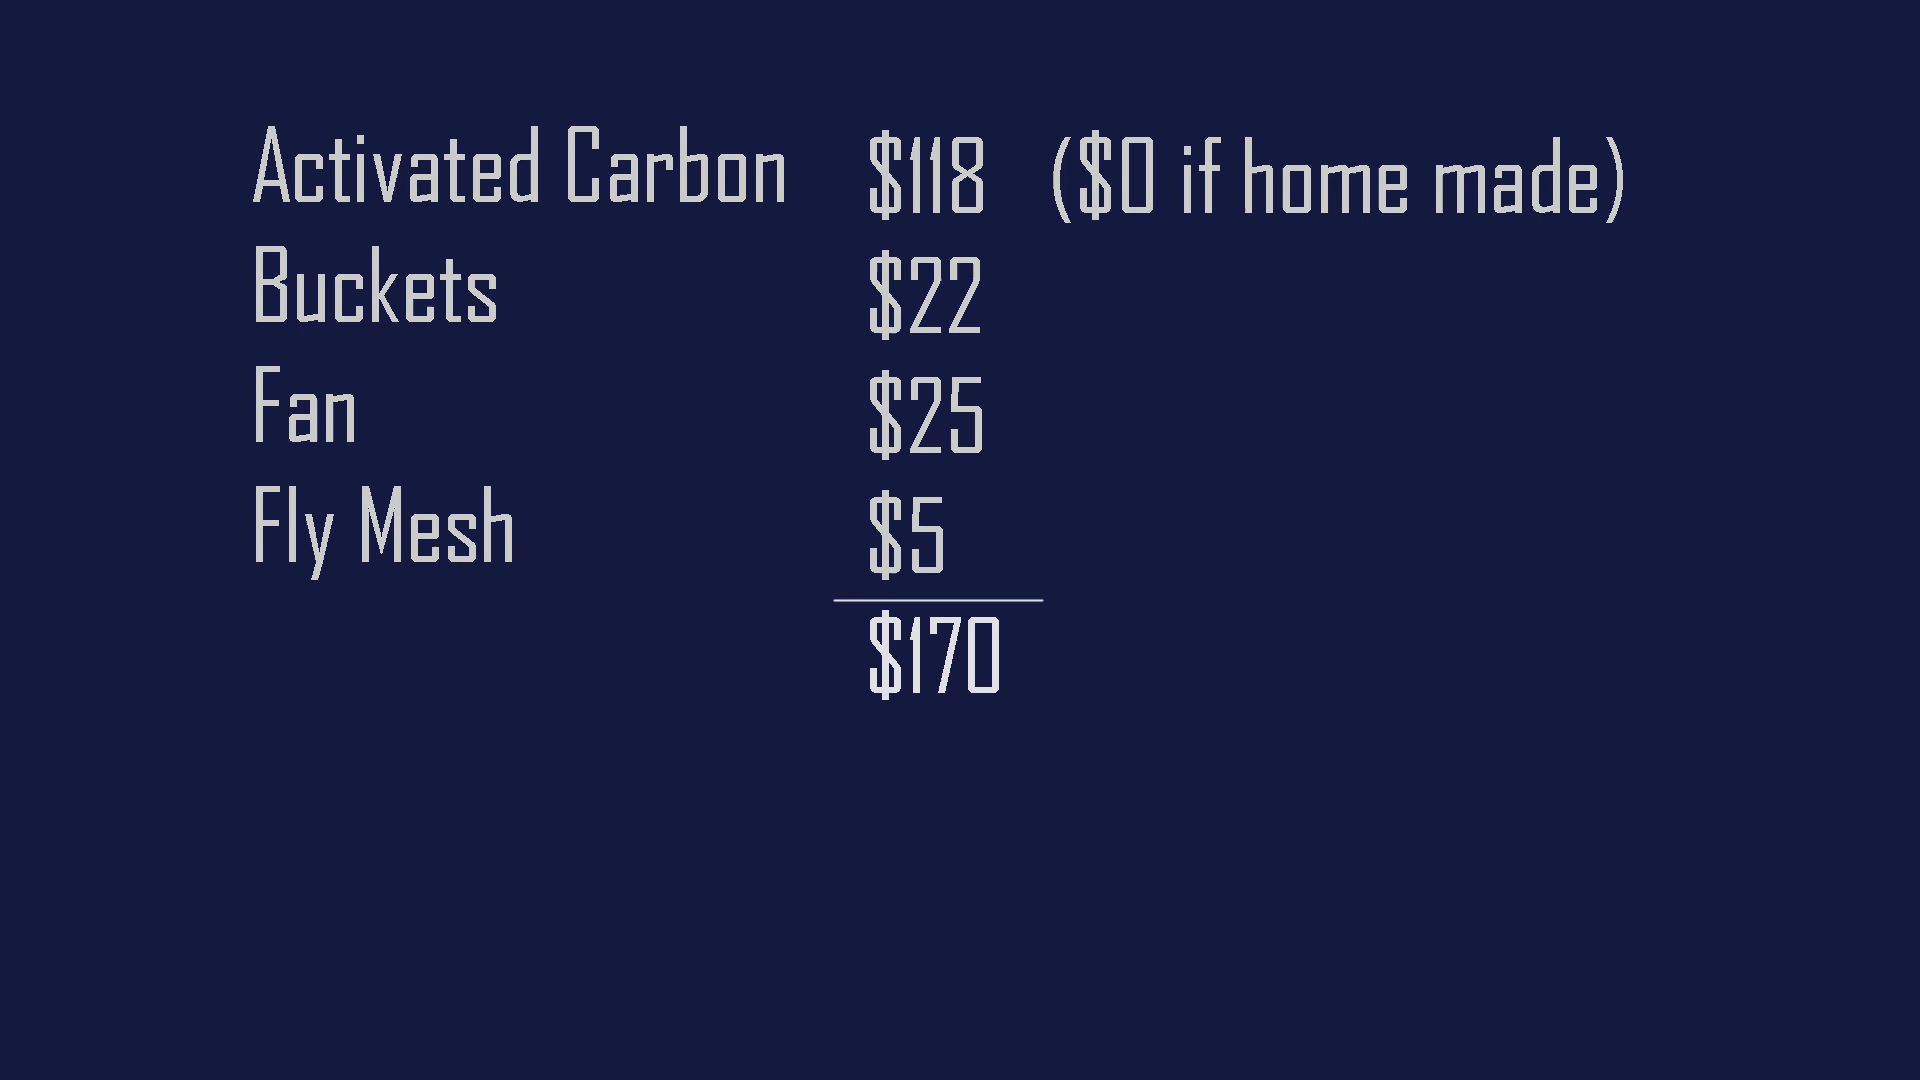 Activated Carbon $118 ($0 if home made)
Buckets $22
Fan $25
Fly Mesh $5
$170